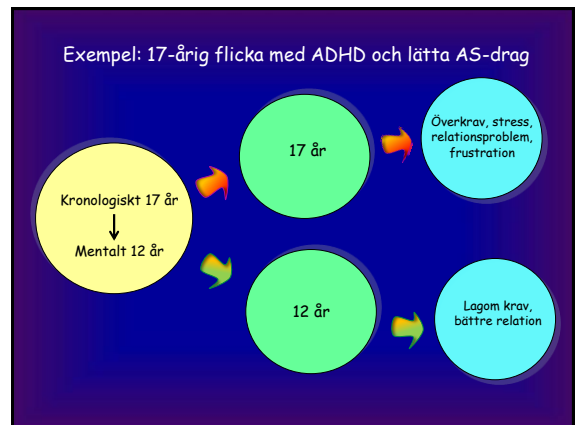 Exempel: 17-årig flicka med ADHD och lätta AS-drag
Kronologiskt 17 år
Mentalt 12 år
17 år
Överkrav, stress,
relationsproblem,
frustration
12 år
Lagom krav,
bättre relation